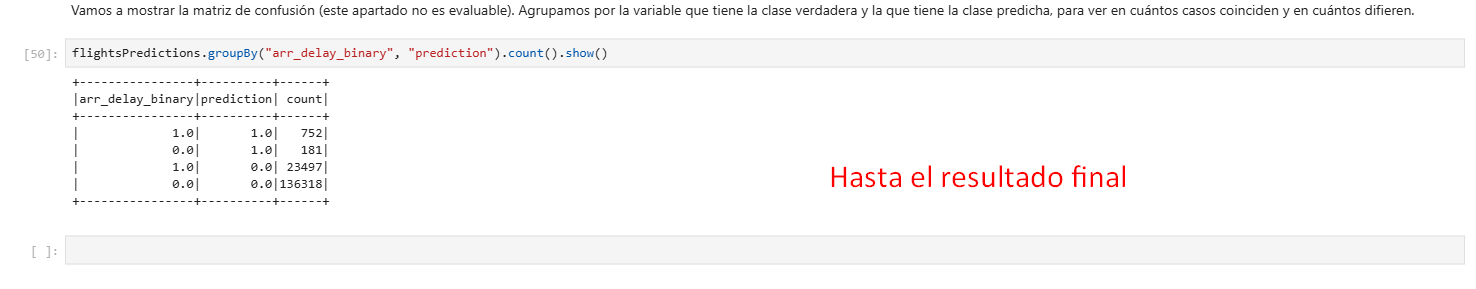 Vamos a mostrar la matriz de confusión (este apartado no es evaluable). Agrupamos por la variable que tiene la clase verdadera y la que tiene la clase predicha, para ver en cuántos casos coinciden y en cuántos difieren.
[50]: flightsPredictions.groupBy("arr_delay_binary", "prediction").count().show()
+----------------+----------+------+
|arr_delay_binary|prediction| count|
+----------------+----------+------+
|             1.0|       1.0|   752|
|             0.0|       1.0|   181|
|             1.0|       0.0| 23497|
|             0.0|       0.0|136318|
+----------------+----------+------+
Hasta el resultado final
[ ]: